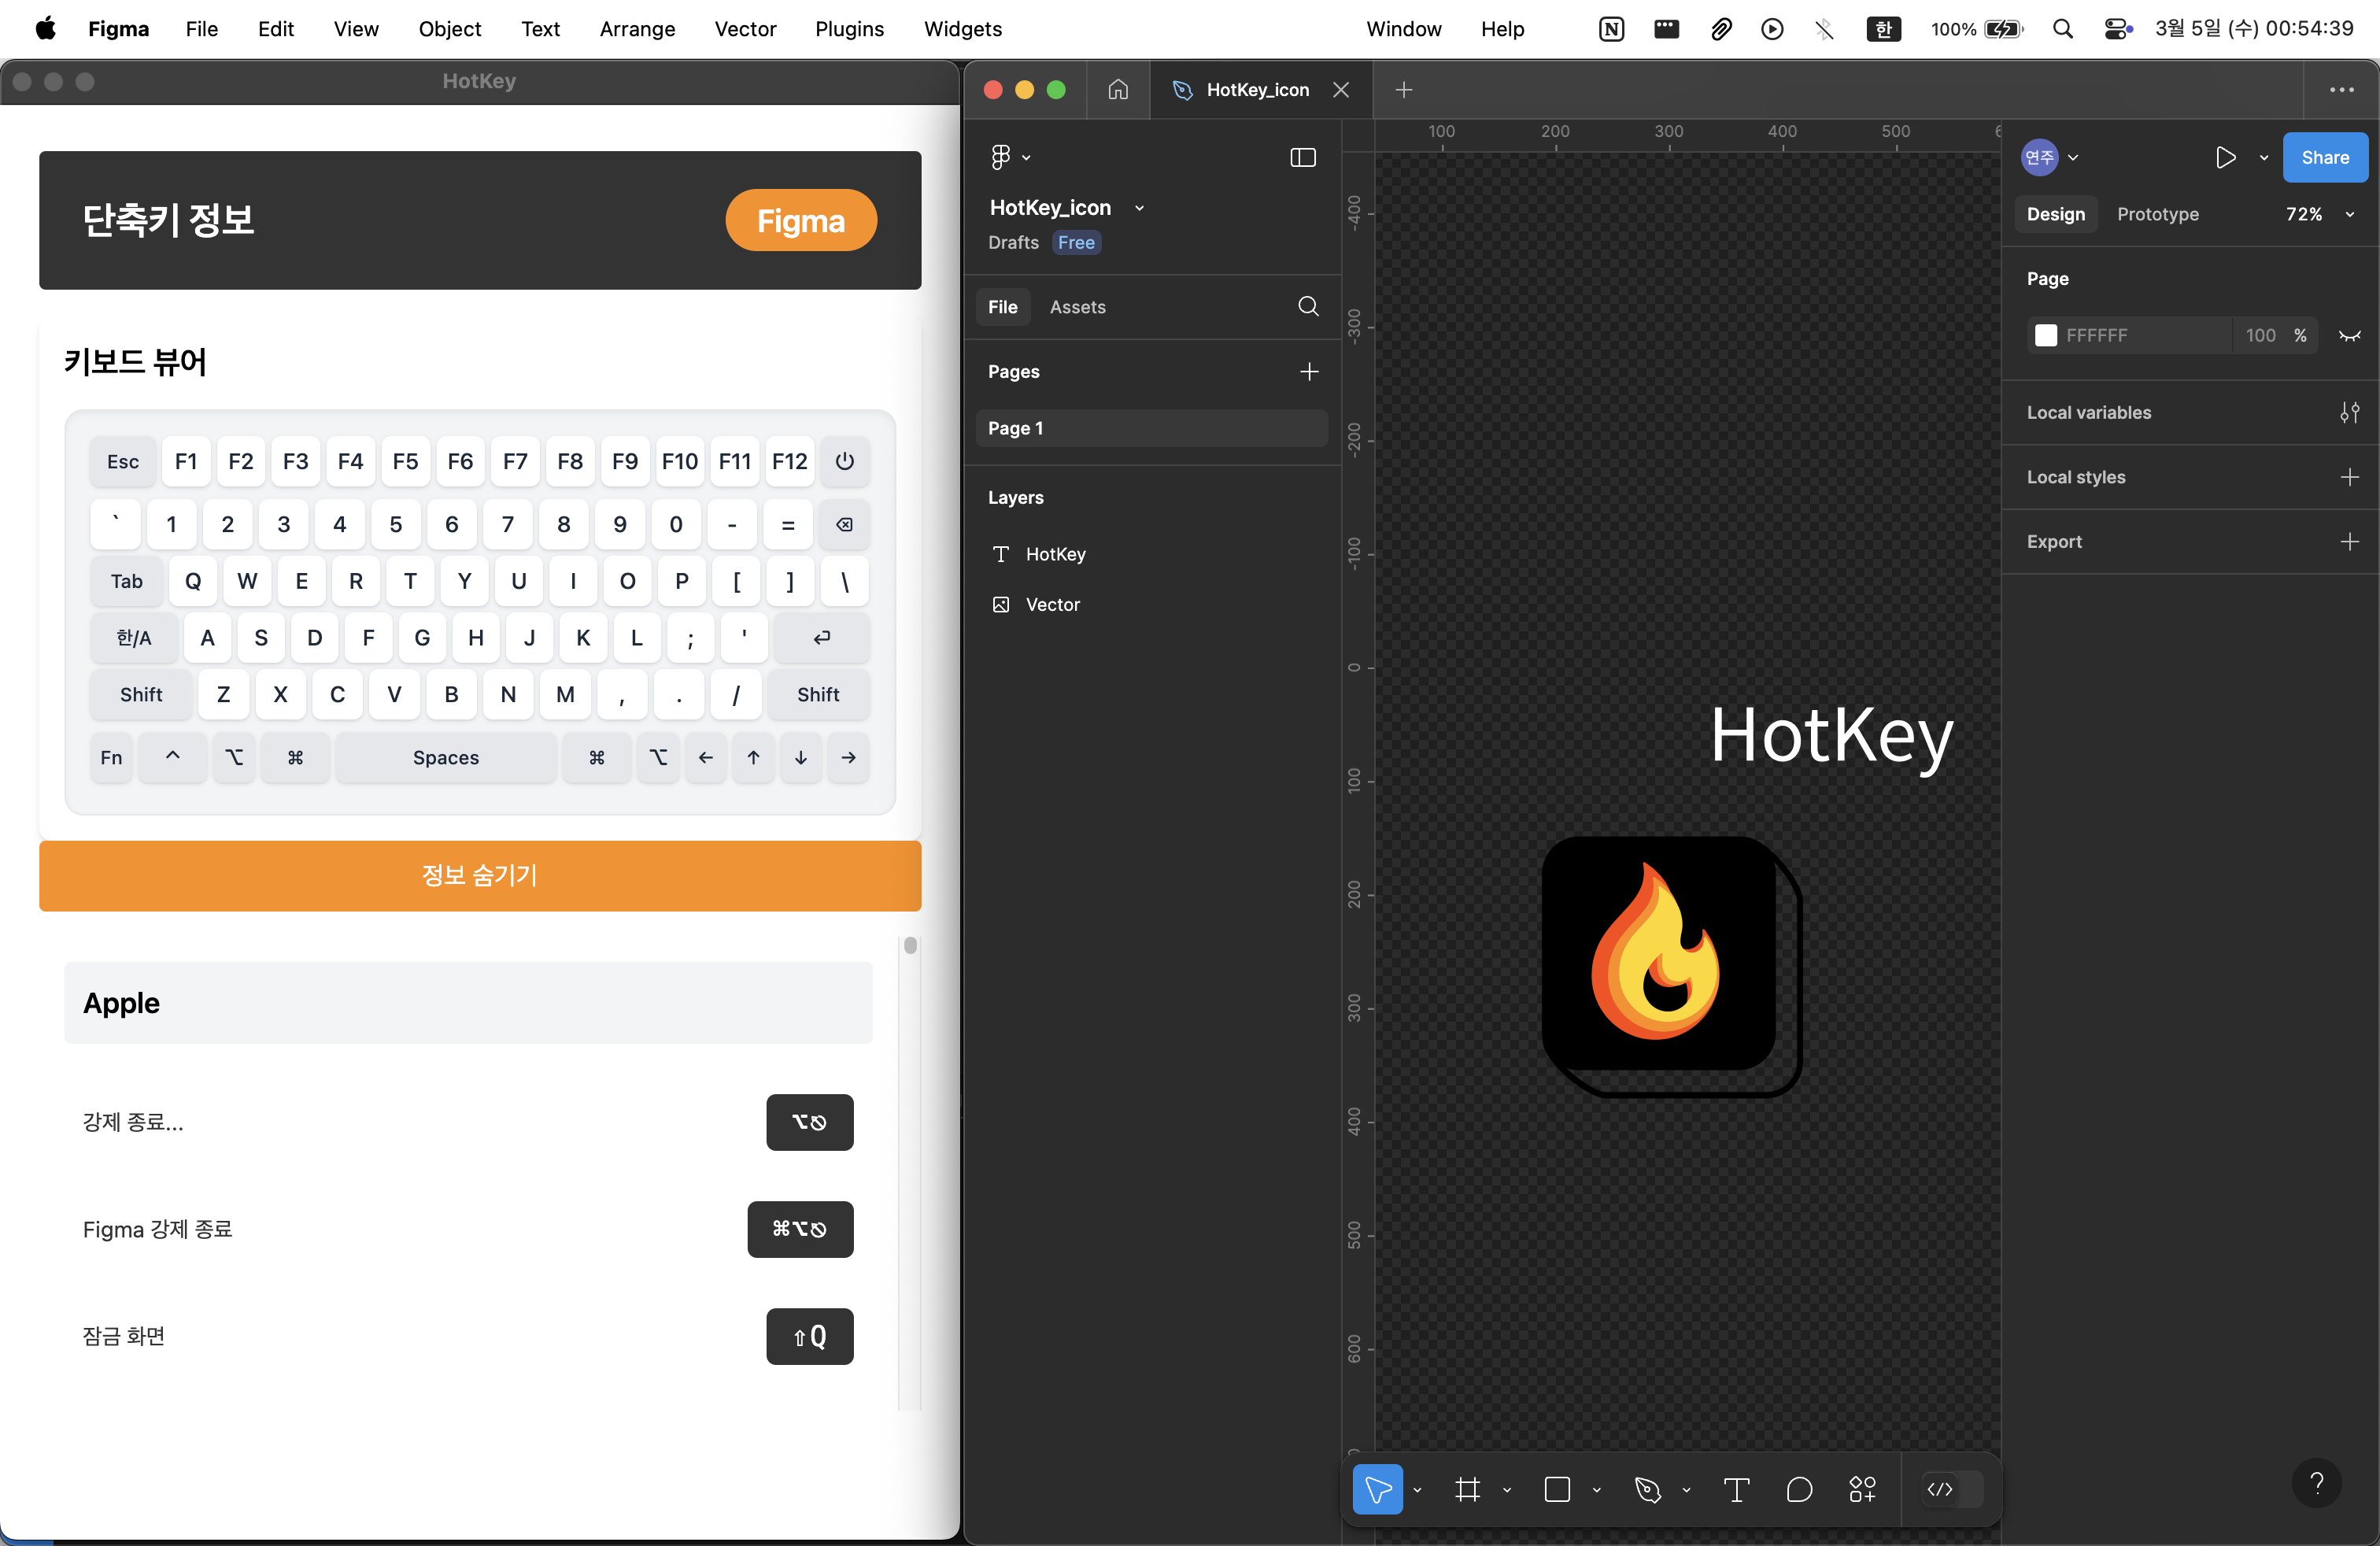 Figma File Edit View Object Text Arrange Vector Plugins Widgets Window Help 한 100% 3월 5일 (수) 00:54:39
HotKey
단축키 정보 Figma
키보드 뷰어
Esc F1 F2 F3 F4 F5 F6 F7 F8 F9 F10 F11 F12
` 1 2 3 4 5 6 7 8 9 0 - =
Tab Q W E R T Y U I O P [ ] \
한/A A S D F G H J K L ; ' ⏎
Shift Z X C V B N M , . / Shift
Fn ^ ⌥ ⌘ Spaces ⌘ ⌥ ← ↑ ↓ →
정보 숨기기
Apple
강제 종료... ⌥⎋
Figma 강제 종료 ⌘⌥⎋
잠금 화면 ⇧Q
HotKey_icon
HotKey_icon
Drafts Free
File Assets
Pages
Page 1
Layers
HotKey
Vector
100 200 300 400 500
-400
-300
-200
-100
0
100
200
300
400
500
600
HotKey
연주 Share
Design Prototype 72%
Page
FFFFFF 100 %
Local variables
Local styles
Export
?